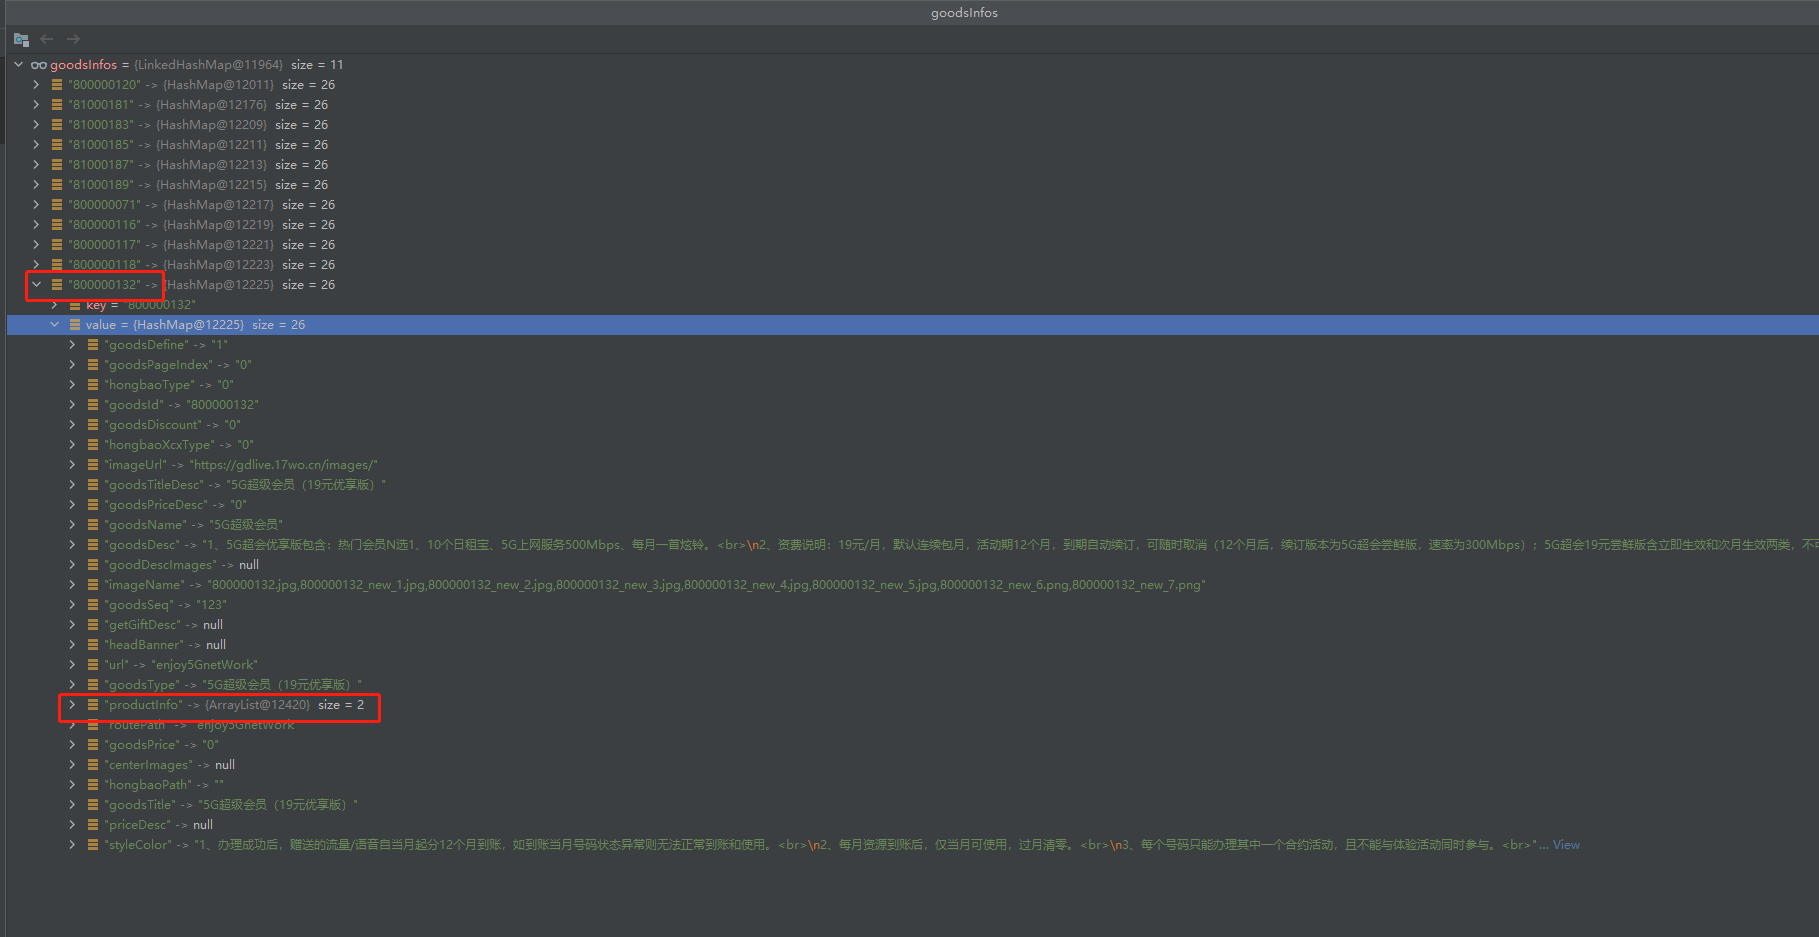 goodsInfos
goodsInfos = {LinkedHashMap@11964} size = 11
"800000120" -> {HashMap@12011} size = 26
"81000181" -> {HashMap@12176} size = 26
"81000183" -> {HashMap@12209} size = 26
"81000185" -> {HashMap@12211} size = 26
"81000187" -> {HashMap@12213} size = 26
"81000189" -> {HashMap@12215} size = 26
"800000071" -> {HashMap@12217} size = 26
"800000116" -> {HashMap@12219} size = 26
"800000117" -> {HashMap@12221} size = 26
"800000118" -> {HashMap@12223} size = 26
"800000132" -> {HashMap@12225} size = 26
key = "800000132"
value = {HashMap@12225} size = 26
"goodsDefine" -> "1"
"goodsPageIndex" -> "0"
"hongbaoType" -> "0"
"goodsId" -> "800000132"
"goodsDiscount" -> "0"
"hongbaoXcxType" -> "0"
"imageUrl" -> "https://gdlive.17wo.cn/images/"
"goodsTitleDesc" -> "5G超级会员（19元优享版）"
"goodsPriceDesc" -> "0"
"goodsName" -> "5G超级会员"
"goodsDesc" -> "1、5G超会优享版包含：热门会员N选1、10个日租宝、5G上网服务500Mbps、每月一首炫铃。<br>\n2、资费说明：19元/月，默认连续包月，活动期12个月，到期自动续订，可随时取消（12个月后，续订版本为5G超会尝鲜版，速率为300Mbps）；5G超会19元尝鲜版含立即生效和次月生效两类，不可
"goodDescImages" -> null
"imageName" -> "800000132.jpg,800000132_new_1.jpg,800000132_new_2.jpg,800000132_new_3.jpg,800000132_new_4.jpg,800000132_new_5.jpg,800000132_new_6.png,800000132_new_7.png"
"goodsSeq" -> "123"
"getGiftDesc" -> null
"headBanner" -> null
"url" -> "enjoy5GnetWork"
"goodsType" -> "5G超级会员（19元优享版）"
"productInfo" -> {ArrayList@12420} size = 2
"routePath" -> "enjoy5GnetWork"
"goodsPrice" -> "0"
"centerImages" -> null
"hongbaoPath" -> ""
"goodsTitle" -> "5G超级会员（19元优享版）"
"priceDesc" -> null
"styleColor" -> "1、办理成功后，赠送的流量/语音自当月起分12个月到账，如到账当月号码状态异常则无法正常到账和使用。<br>\n2、每月资源到账后，仅当月可使用，过月清零。<br>\n3、每个号码只能办理其中一个合约活动，且不能与体验活动同时参与。<br>"... View